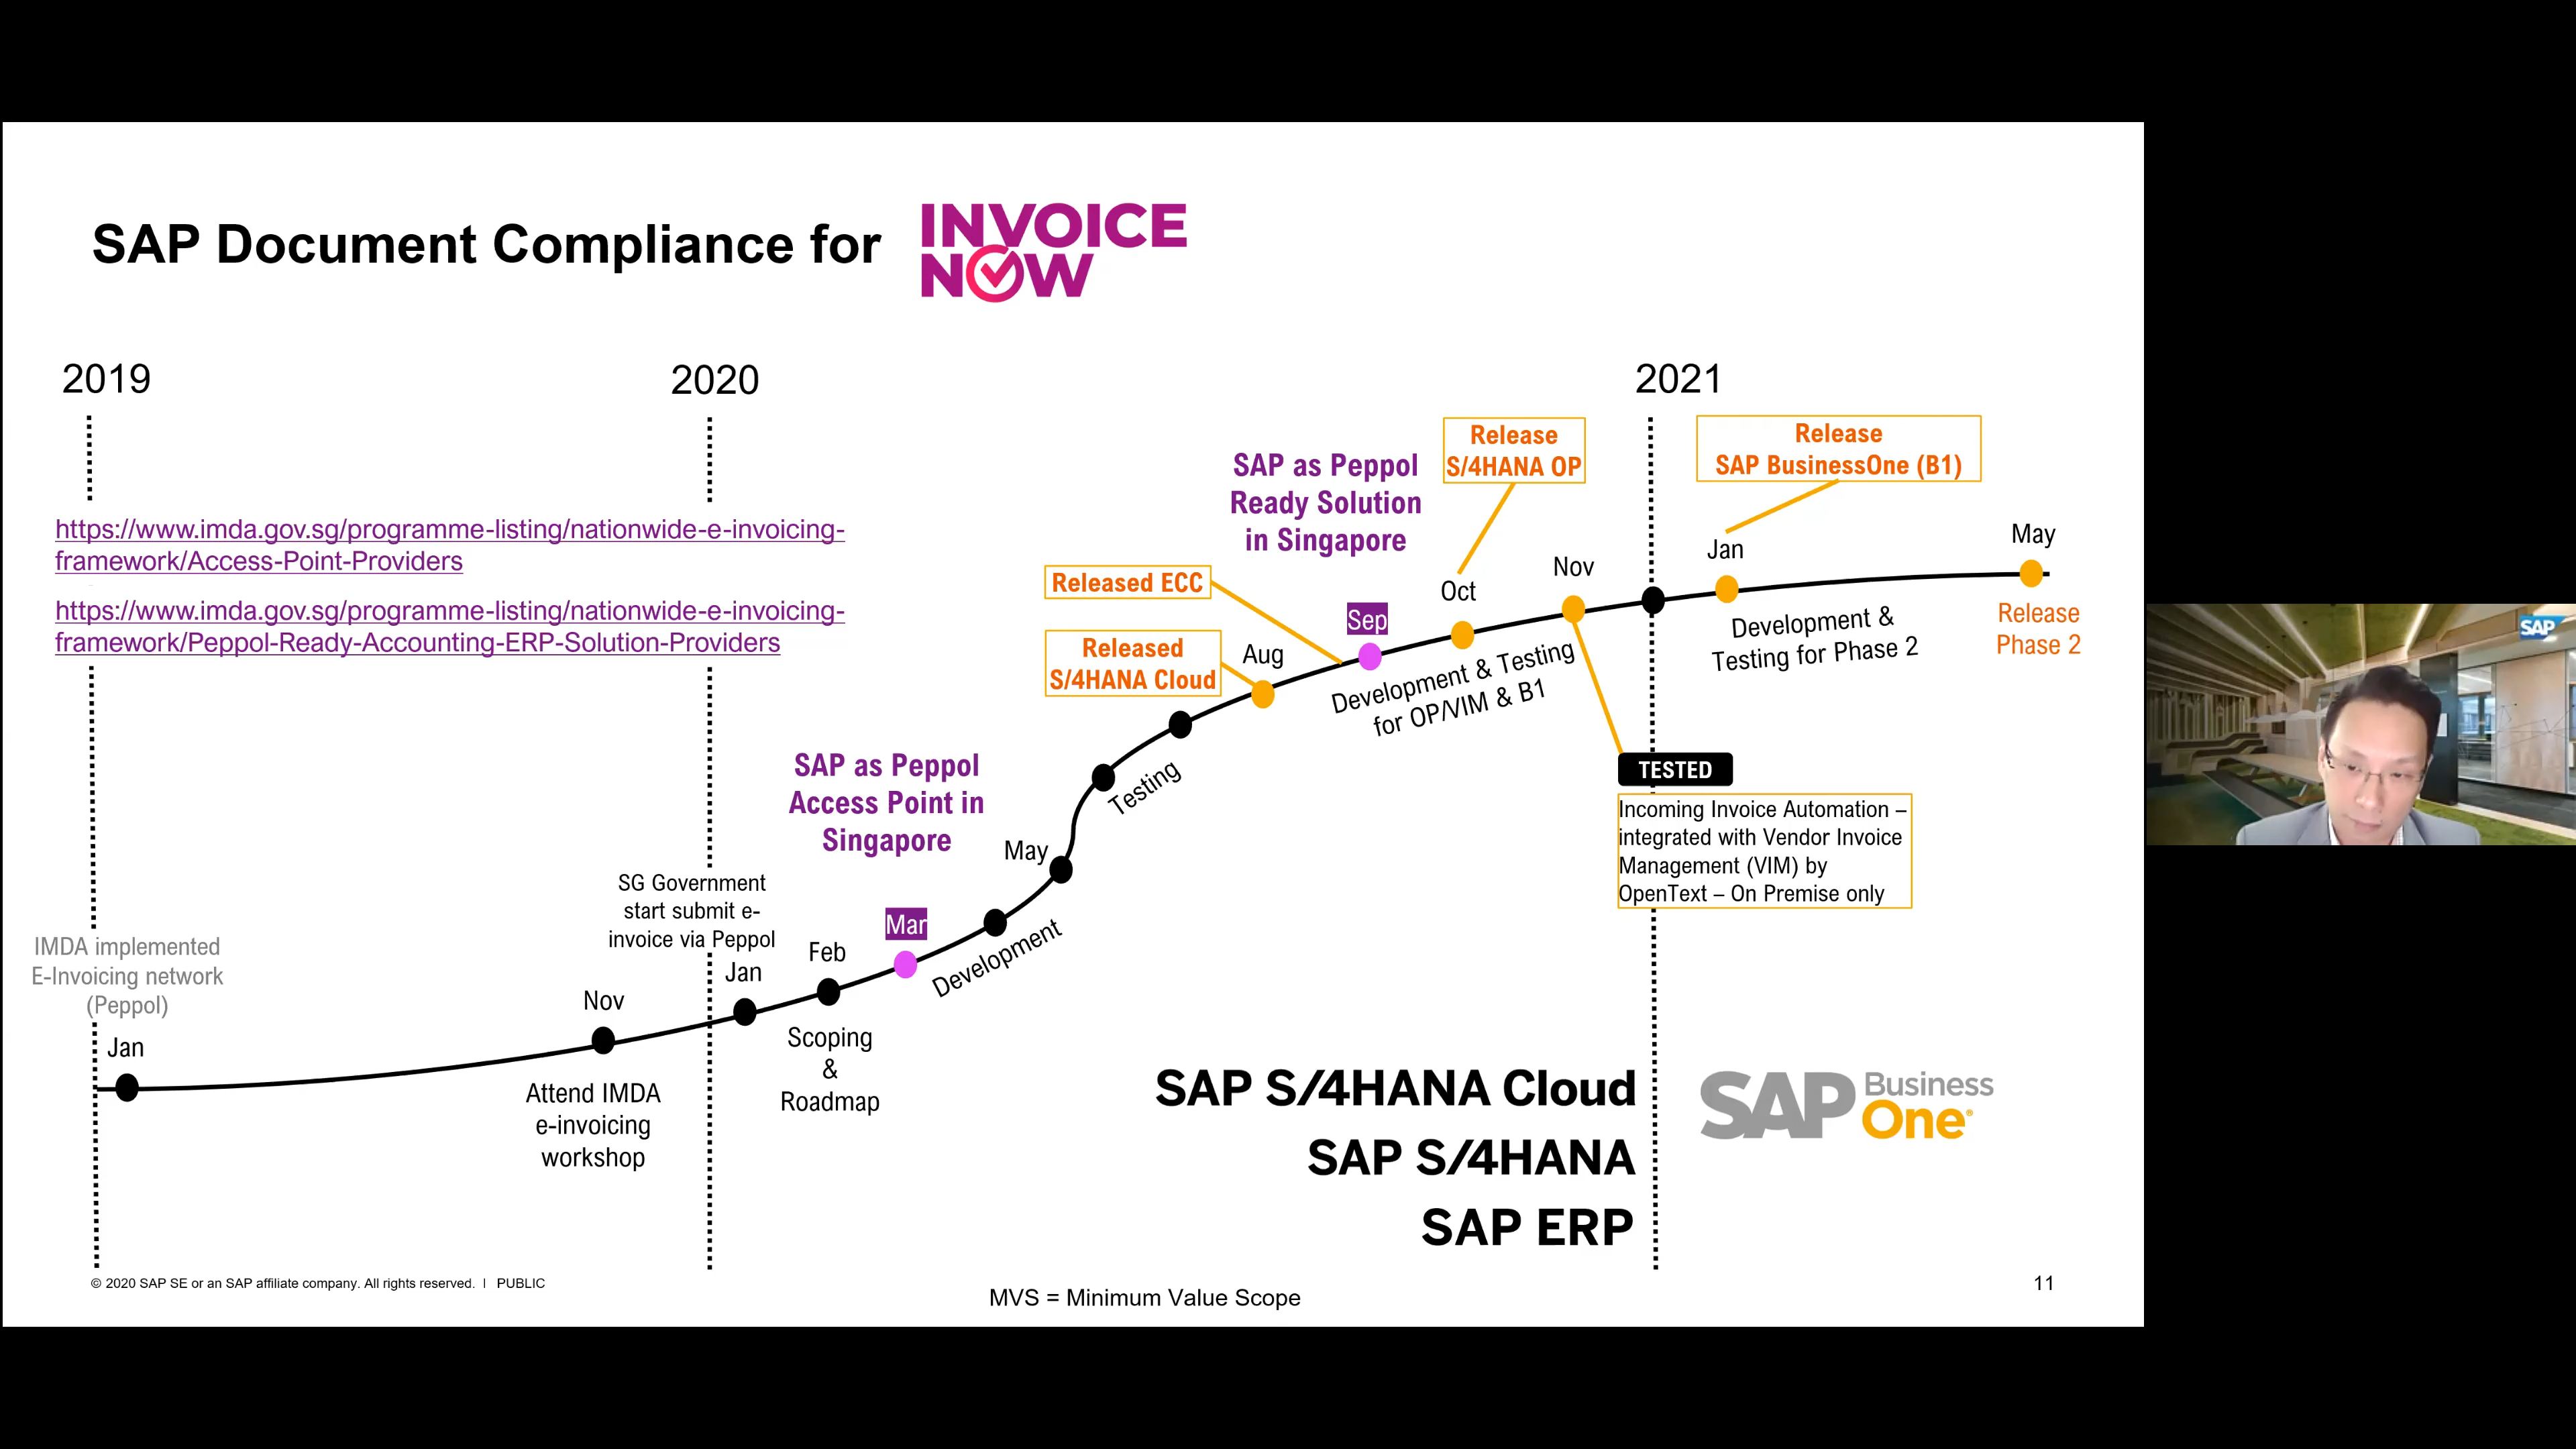 SAP Document Compliance for
INVOICE
NOW
2019
2020
2021
https://www.imda.gov.sg/programme-listing/nationwide-e-invoicing-
framework/Access-Point-Providers
https://www.imda.gov.sg/programme-listing/nationwide-e-invoicing-
framework/Peppol-Ready-Accounting-ERP-Solution-Providers
IMDA implemented
E-Invoicing network
(Peppol)
Jan
Nov
Attend IMDA
e-invoicing
workshop
SG Government
start submit e-
invoice via Peppol
Jan
Feb
Scoping
&
Roadmap
SAP as Peppol
Access Point in
Singapore
Mar
Development
May
Testing
Released
S/4HANA Cloud
Aug
Released ECC
SAP as Peppol
Ready Solution
in Singapore
Sep
Release
S/4HANA OP
Oct
Development & Testing
for OP/VIM & B1
Nov
TESTED
Incoming Invoice Automation –
integrated with Vendor Invoice
Management (VIM) by
OpenText – On Premise only
Release
SAP BusinessOne (B1)
Jan
Development &
Testing for Phase 2
May
Release
Phase 2
SAP
SAP S/4HANA Cloud
SAP S/4HANA
SAP ERP
SAP Business
One®
© 2020 SAP SE or an SAP affiliate company. All rights reserved. | PUBLIC
MVS = Minimum Value Scope
11